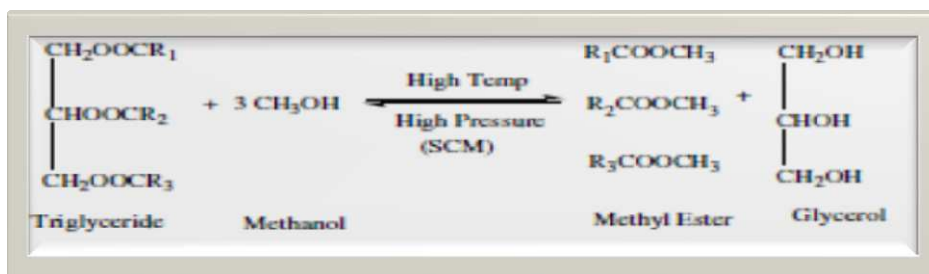 CH₂OOCR₁ R₁COOCH₃ CH₂OH
High Temp
CHOOCR₂ + 3 CH₃OH R₂COOCH₃ + CHOH
High Pressure
(SCM)
CH₂OOCR₃ R₃COOCH₃ CH₂OH
Triglyceride Methanol Methyl Ester Glycerol